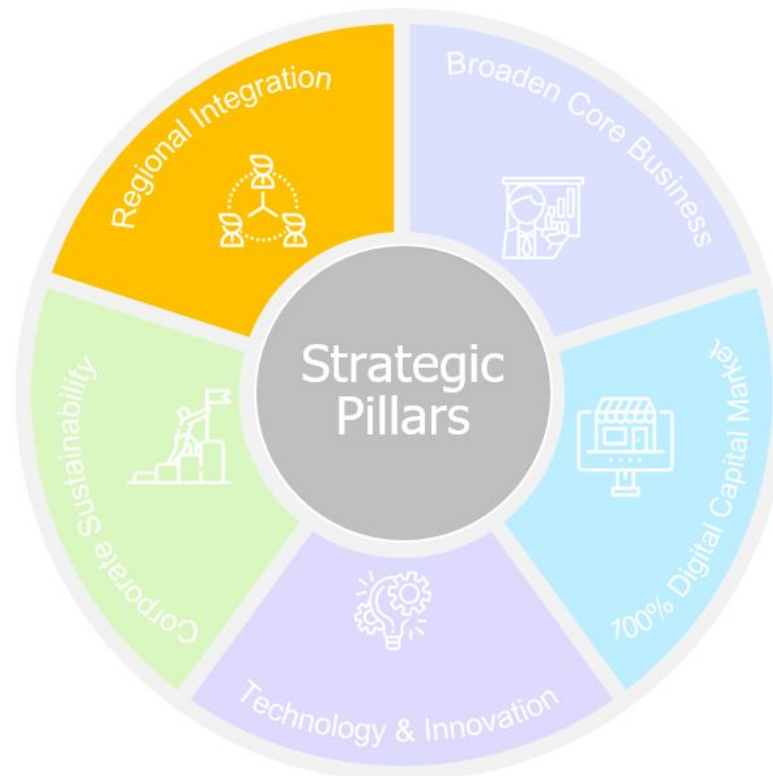 Regional Integration
Broaden Core Business
Strategic
Pillars
Corporate Sustainability
100% Digital Capital Market
Technology & Innovation